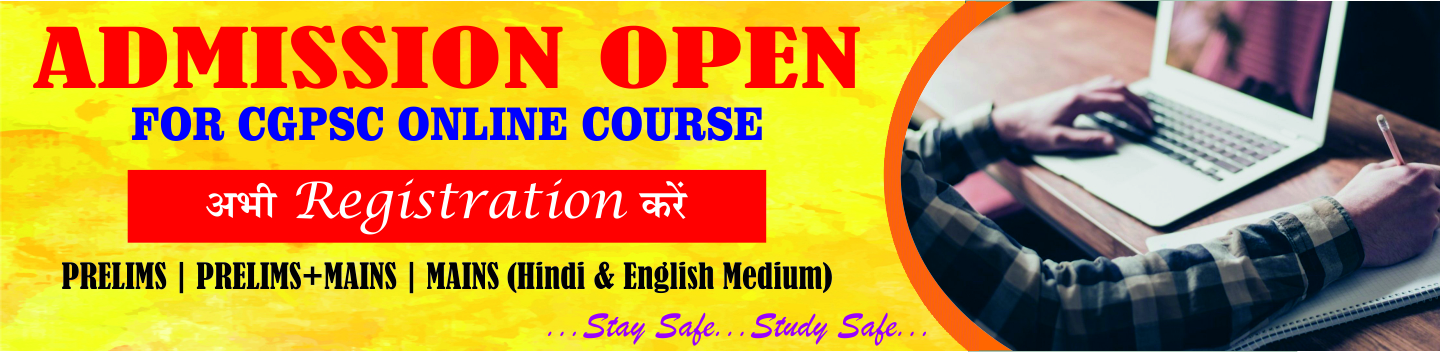 ADMISSION OPEN
FOR CGPSC ONLINE COURSE
अभी Registration करें
PRELIMS | PRELIMS+MAINS | MAINS (Hindi & English Medium)
...Stay Safe...Study Safe...